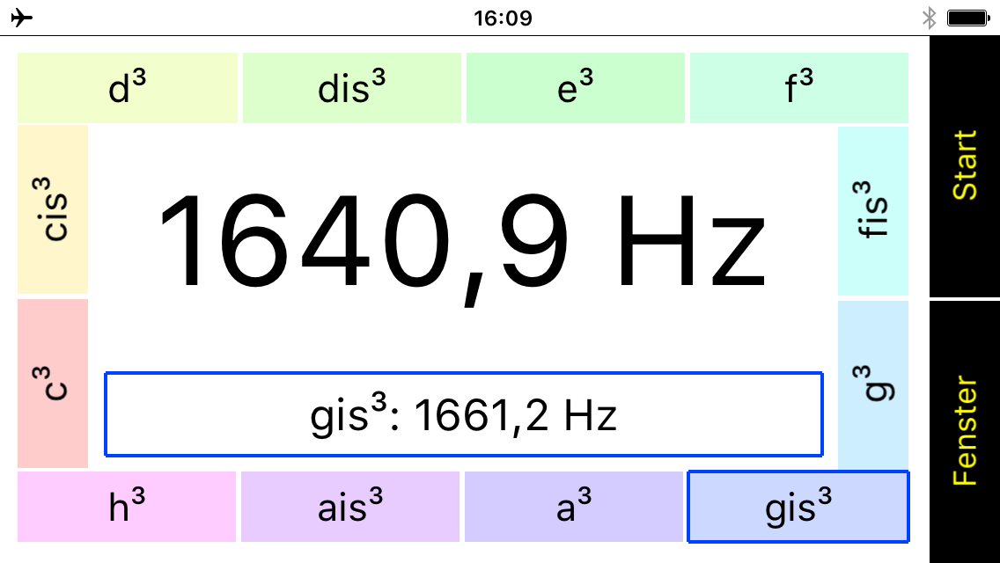 16:09
d³ dis³ e³ f³
cis³
fis³
Start
1640,9 Hz
c³
g³
Fenster
gis³: 1661,2 Hz
h³ ais³ a³ gis³